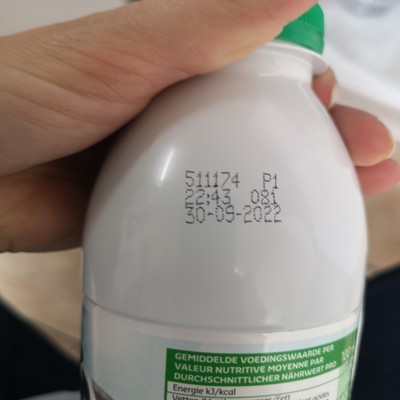 511174 P1
22:43 081
30-09-2022
GEMIDDELDE VOEDINGSWAARDE PER
VALEUR NUTRITIVE MOYENNE PAR
DURCHSCHNITTLICHER NÄHRWERT PRO
Energie kJ/kcal